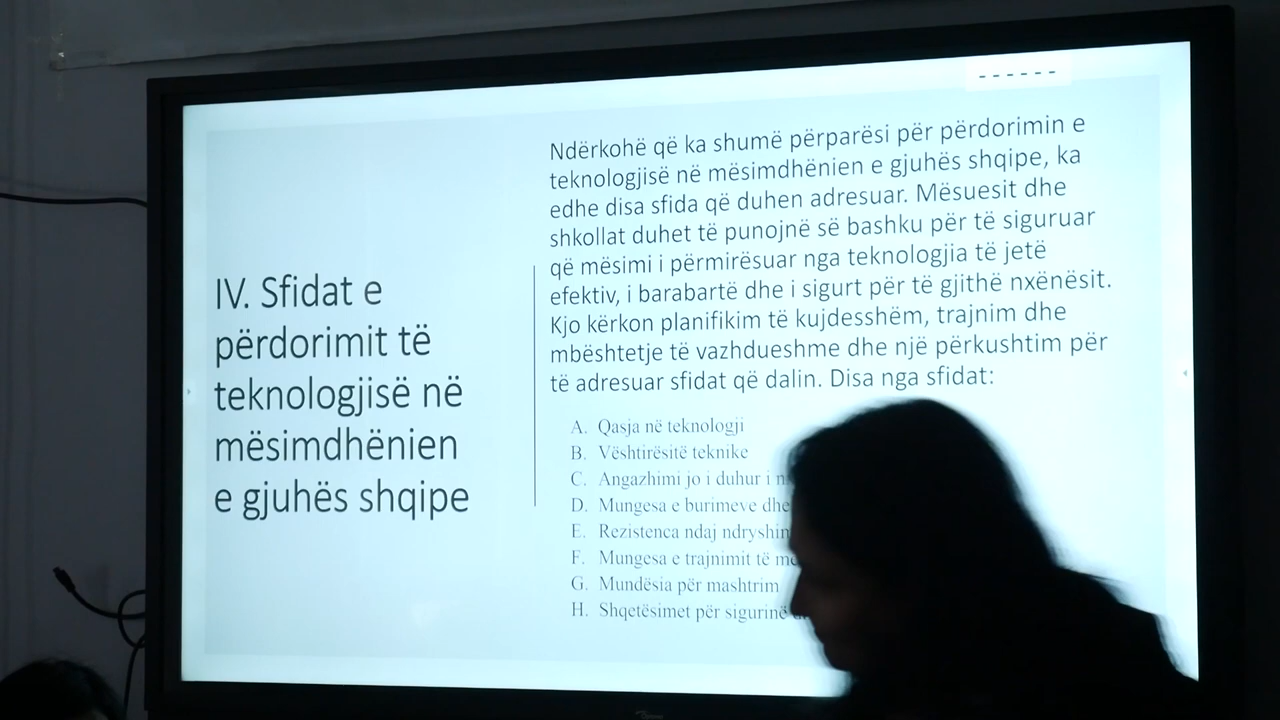 IV. Sfidat e
përdorimit të
teknologjisë në
mësimdhënien
e gjuhës shqipe
- - - - - -
Ndërkohë që ka shumë përparësi për përdorimin e
teknologjisë në mësimdhënien e gjuhës shqipe, ka
edhe disa sfida që duhen adresuar. Mësuesit dhe
shkollat duhet të punojnë së bashku për të siguruar
që mësimi i përmirësuar nga teknologjia të jetë
efektiv, i barabartë dhe i sigurt për të gjithë nxënësit.
Kjo kërkon planifikim të kujdesshëm, trajnim dhe
mbështetje të vazhdueshme dhe një përkushtim për
të adresuar sfidat që dalin. Disa nga sfidat:
A. Qasja në teknologji
B. Vështirësitë teknike
C. Angazhimi jo i duhur i
D. Mungesa e burimeve dhe
E. Rezistenca ndaj
F. Mungesa e trajnimit të
G. Mundësia për mashtrim
H. Shqetësimet për sigurinë